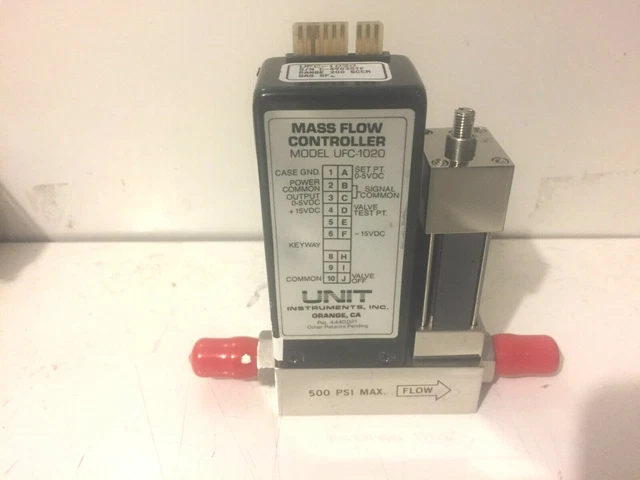 UFC-1020
RANGE 200 SCCM
MASS FLOW
CONTROLLER
MODEL UFC-1020
CASE GND. 1 A SET PT. 0-5VDC
POWER COMMON 2 B SIGNAL COMMON
OUTPUT 0-5VDC 3 C
+15VDC 4 D VALVE TEST PT.
5 E
6 F -15VDC
KEYWAY
8 H
9 I
COMMON 10 J VALVE OFF
UNIT
INSTRUMENTS, INC.
ORANGE, CA
Other Patents Pending
500 PSI MAX. FLOW